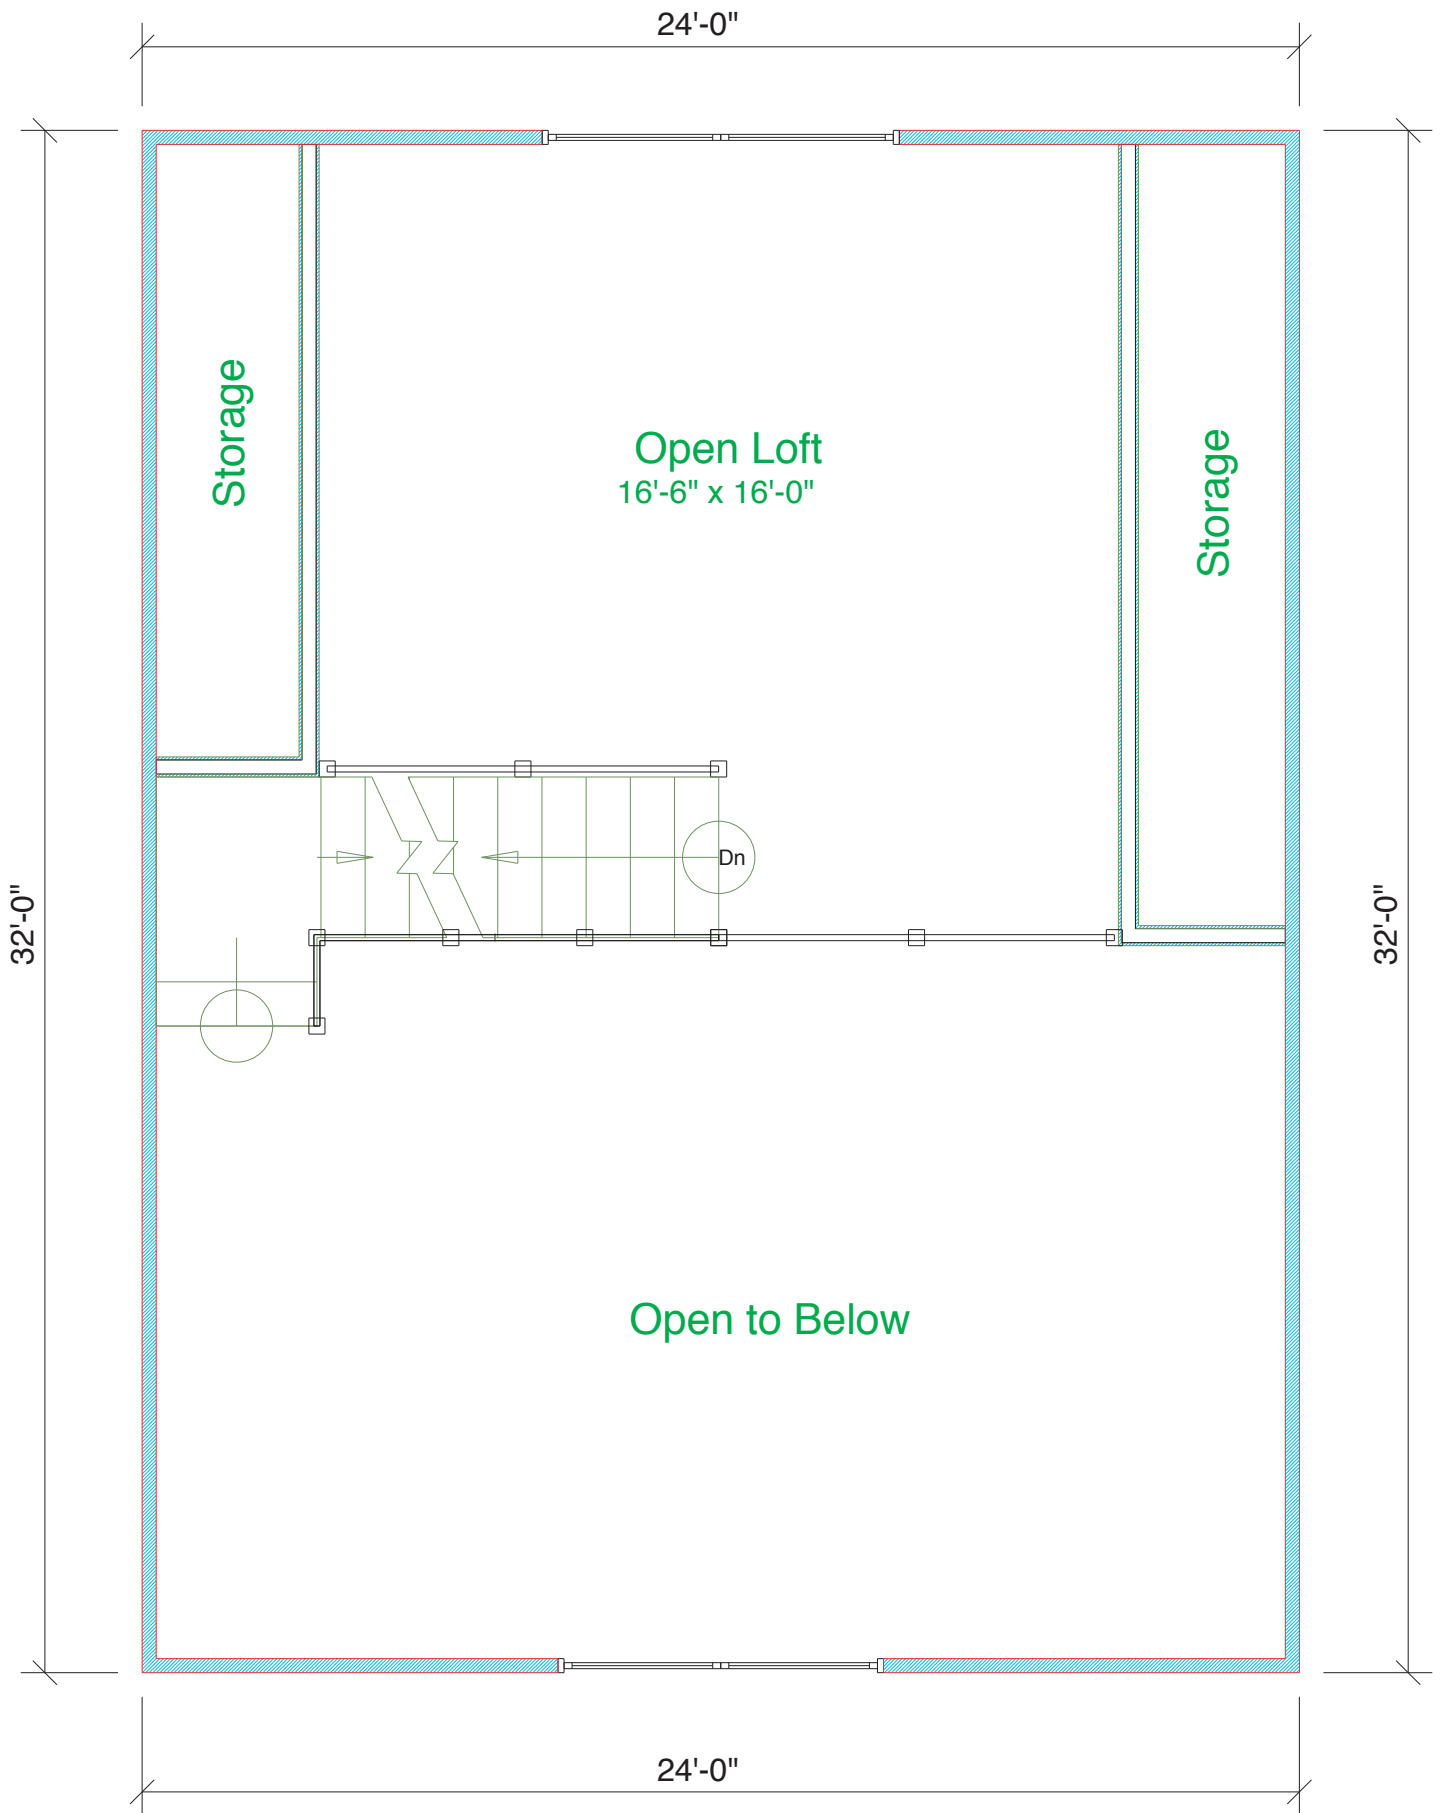 24'-0"
Storage
Open Loft
16'-6" x 16'-0"
Storage
Dn
32'-0"
32'-0"
Open to Below
24'-0"